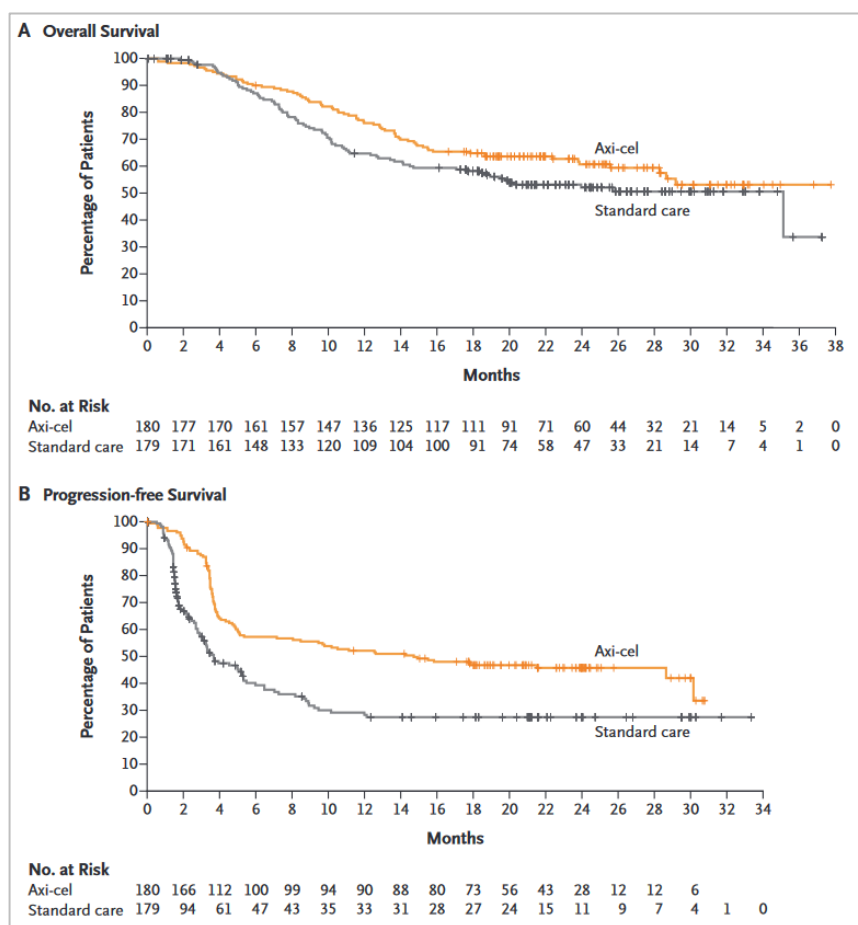 A Overall Survival
100
90
80
70
60
50
40
30
20
10
0
Percentage of Patients
Axi-cel
Standard care
0 2 4 6 8 10 12 14 16 18 20 22 24 26 28 30 32 34 36 38
Months
No. at Risk
Axi-cel 180 177 170 161 157 147 136 125 117 111 91 71 60 44 32 21 14 5 2 0
Standard care 179 171 161 148 133 120 109 104 100 91 74 58 47 33 21 14 7 4 1 0
B Progression-free Survival
100
90
80
70
60
50
40
30
20
10
0
Percentage of Patients
Axi-cel
Standard care
0 2 4 6 8 10 12 14 16 18 20 22 24 26 28 30 32 34
Months
No. at Risk
Axi-cel 180 166 112 100 99 94 90 88 80 73 56 43 28 12 12 6
Standard care 179 94 61 47 43 35 33 31 28 27 24 15 11 9 7 4 1 0